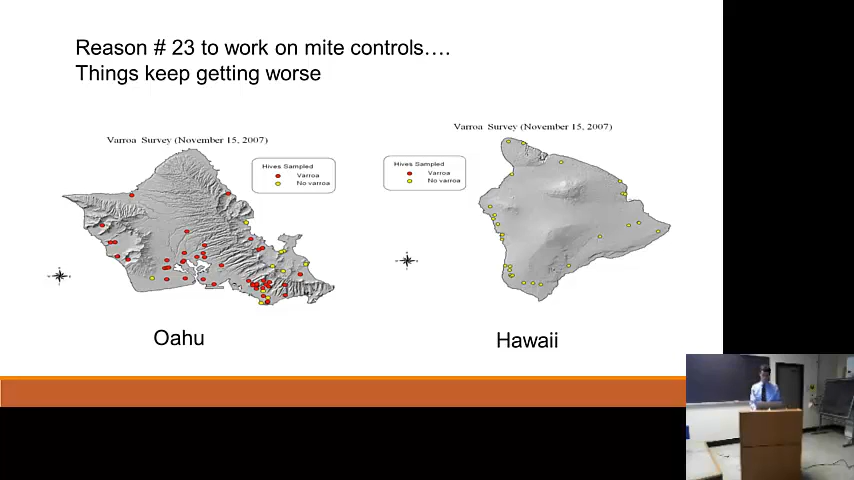 Reason # 23 to work on mite controls….
Things keep getting worse
Varroa Survey (November 15, 2007)
Hives Sampled
Varroa
No varroa
Oahu
Varroa Survey (November 15, 2007)
Hives Sampled
Varroa
No varroa
Hawaii